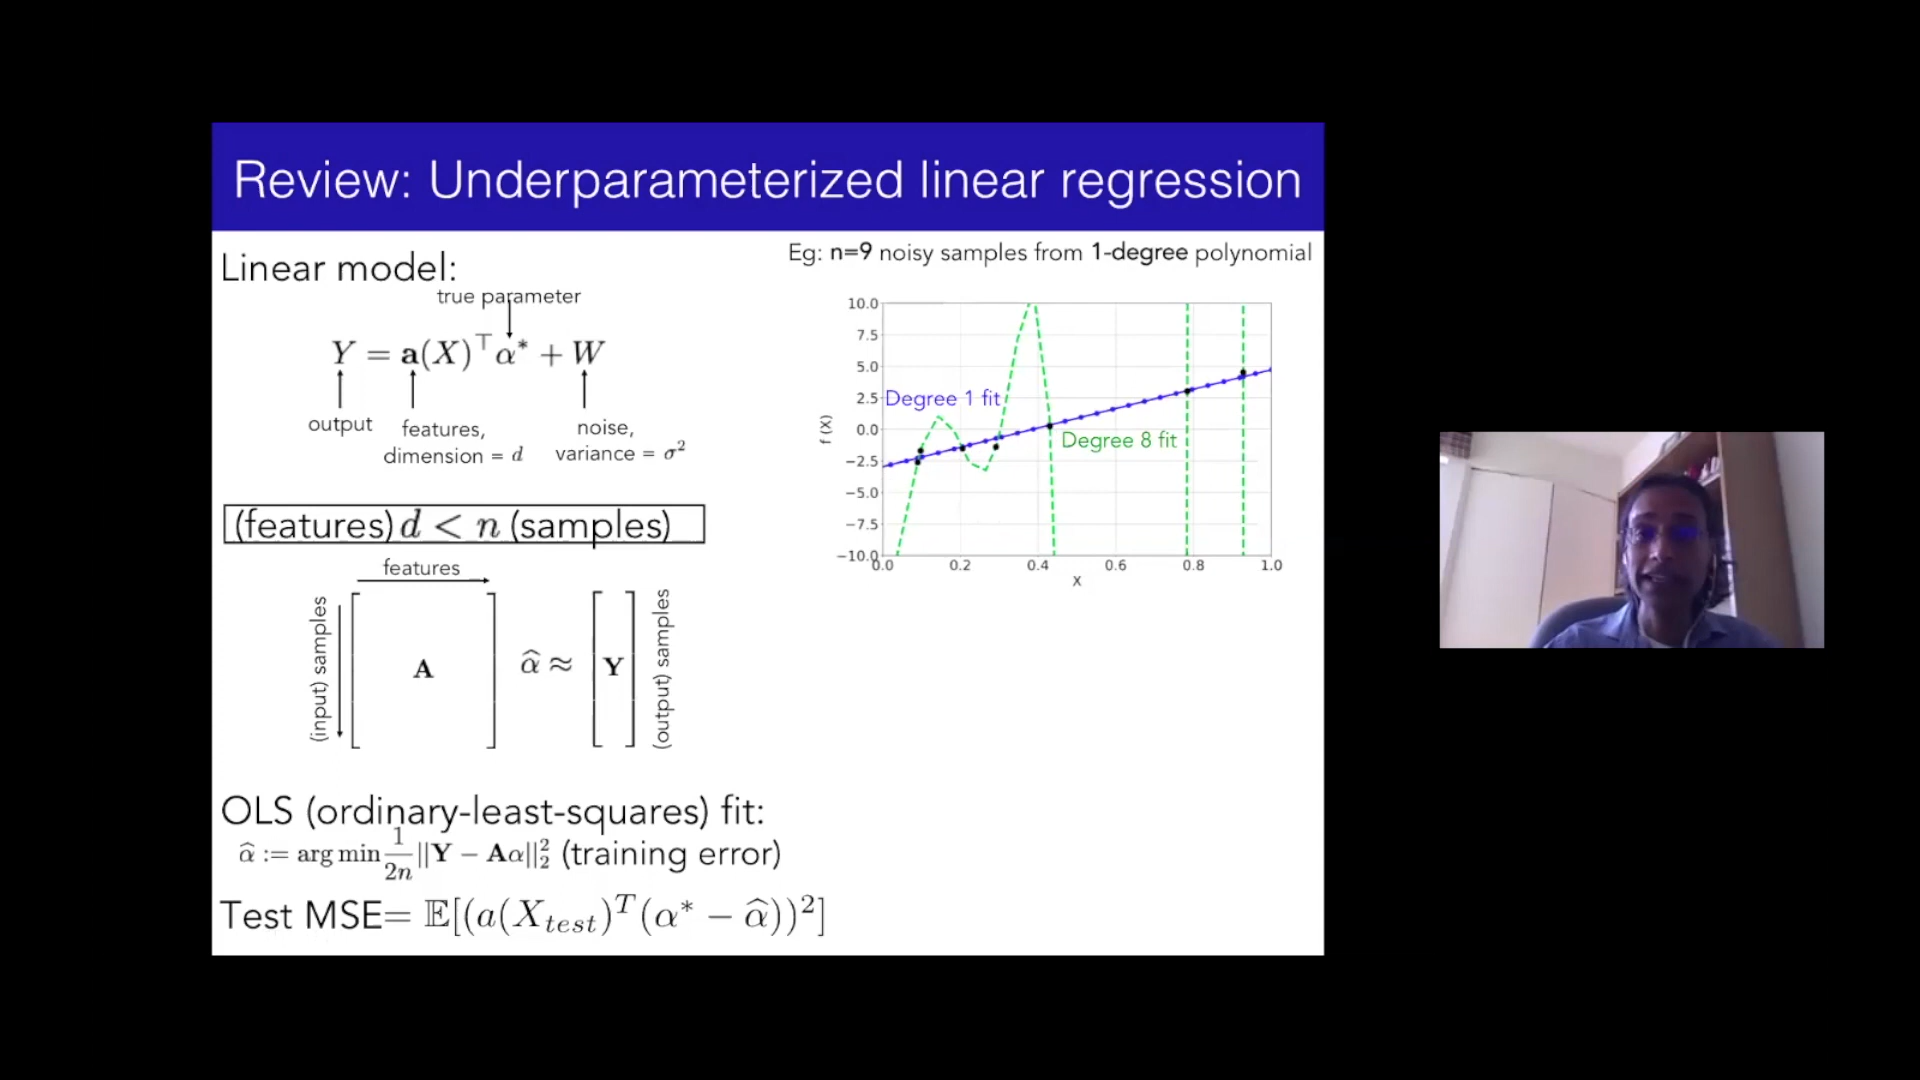 Review: Underparameterized linear regression
Linear model:
true parameter
Y = a(X)^⊤ α* + W
output
features,
dimension = d
noise,
variance = σ²
(features) d < n (samples)
features
(input) samples
A
α̂ ≈
Y
(output) samples
OLS (ordinary-least-squares) fit:
α̂ := arg min 1/2n ||Y − Aα||₂² (training error)
Test MSE= 𝔼[(a(X_test)^T(α* − α̂))²]
Eg: n=9 noisy samples from 1-degree polynomial
10.0
7.5
5.0
2.5
0.0
−2.5
−5.0
−7.5
−10.0
f (X)
Degree 1 fit
Degree 8 fit
0.0 0.2 0.4 0.6 0.8 1.0
X